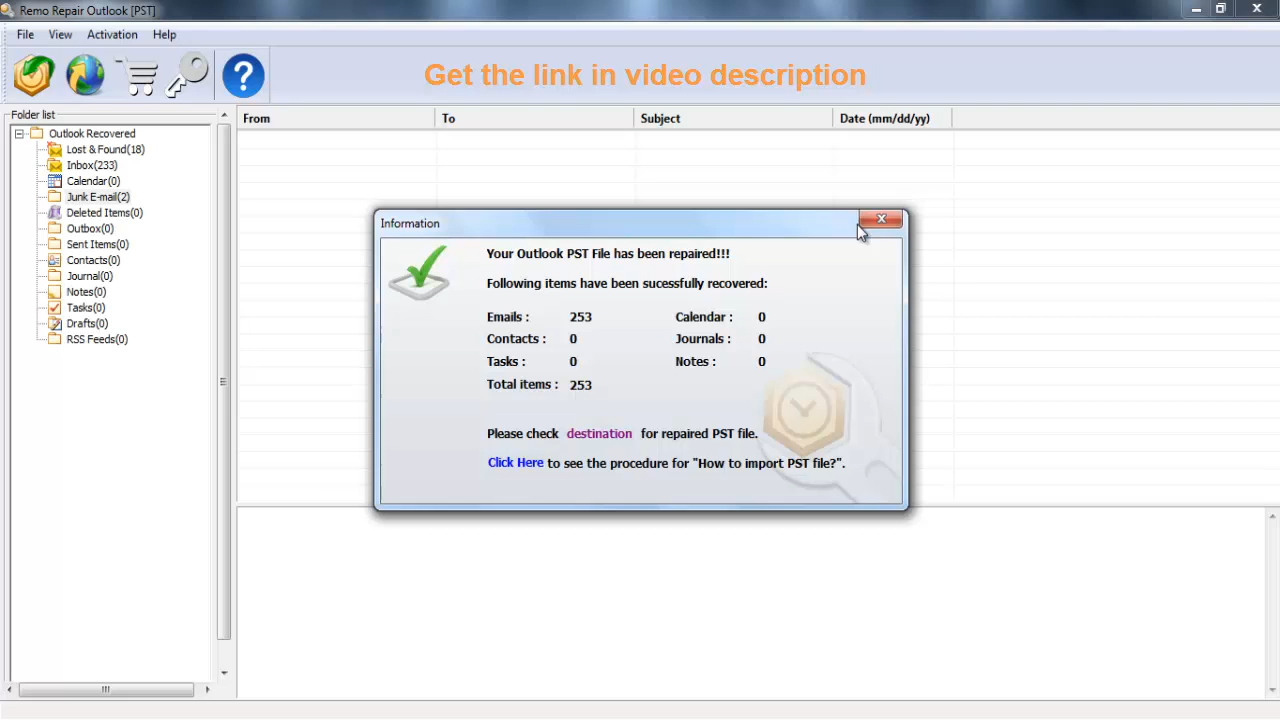 Remo Repair Outlook [PST]
File View Activation Help
Get the link in video description
Folder list
From To Subject Date (mm/dd/yy)
Outlook Recovered
Lost & Found(18)
Inbox(233)
Calendar(0)
Junk E-mail(2)
Deleted Items(0)
Outbox(0)
Sent Items(0)
Contacts(0)
Journal(0)
Notes(0)
Tasks(0)
Drafts(0)
RSS Feeds(0)
Information
Your Outlook PST File has been repaired!!!
Following items have been sucessfully recovered:
Emails : 253 Calendar : 0
Contacts : 0 Journals : 0
Tasks : 0 Notes : 0
Total items : 253
Please check destination for repaired PST file.
Click Here to see the procedure for "How to import PST file?".